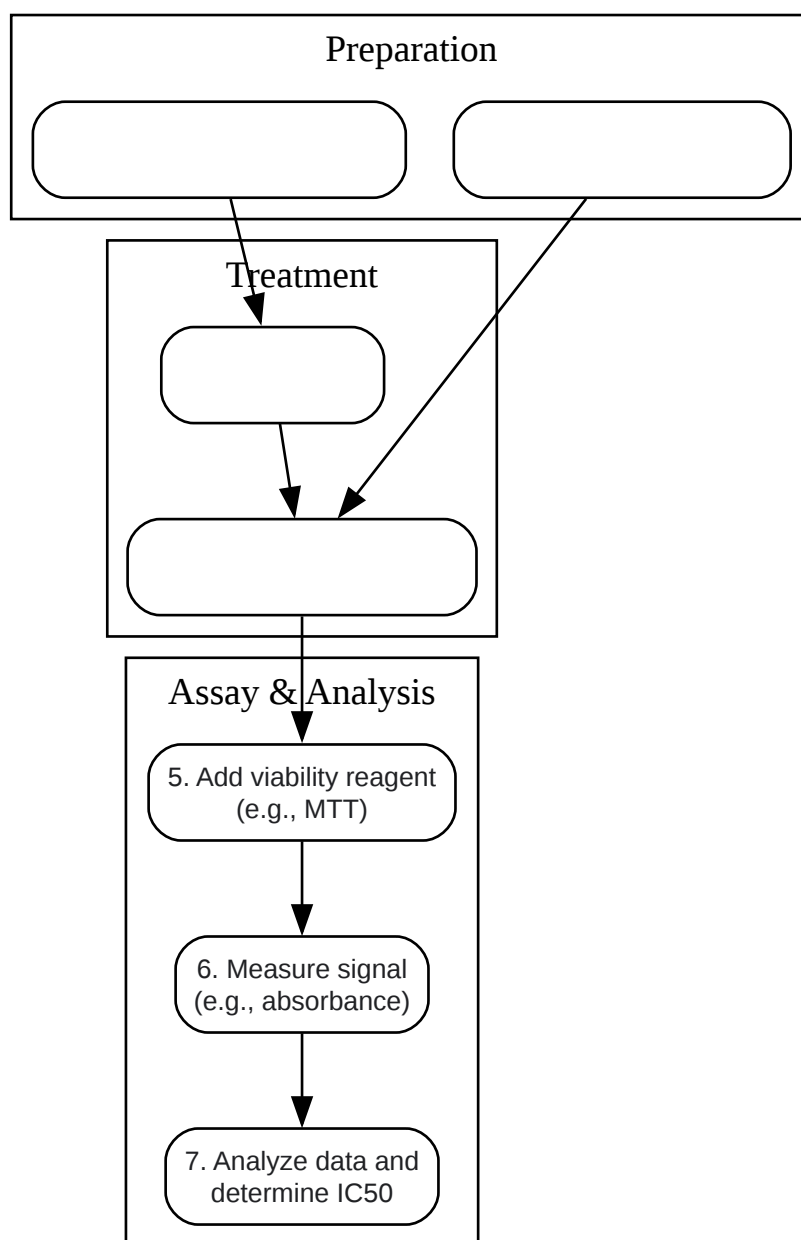 Preparation
Treatment
Assay & Analysis
5. Add viability reagent
(e.g., MTT)
6. Measure signal
(e.g., absorbance)
7. Analyze data and
determine IC50